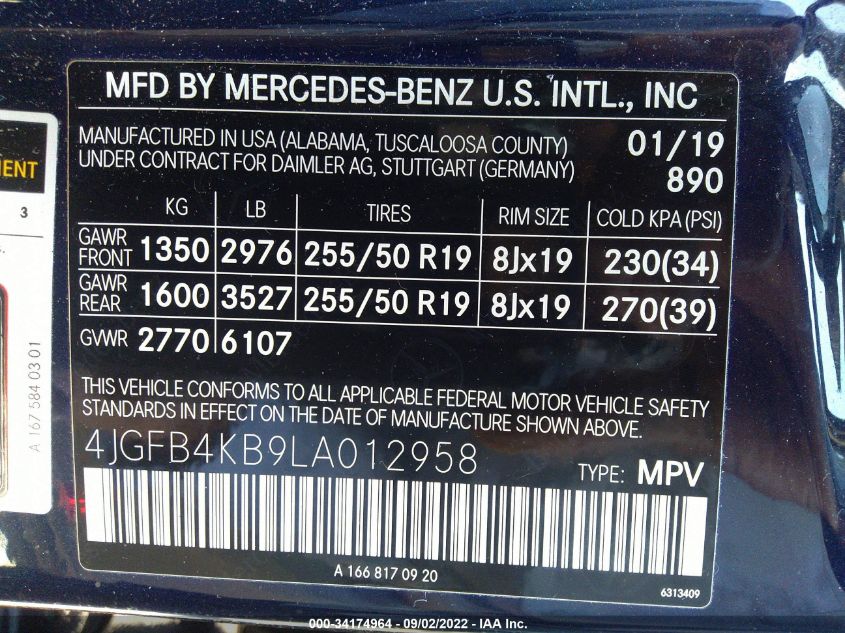 MFD BY MERCEDES-BENZ U.S. INTL., INC
MANUFACTURED IN USA (ALABAMA, TUSCALOOSA COUNTY)
UNDER CONTRACT FOR DAIMLER AG, STUTTGART (GERMANY)
01/19
890
KG LB TIRES RIM SIZE COLD KPA (PSI)
GAWR FRONT 1350 2976 255/50 R19 8Jx19 230(34)
GAWR REAR 1600 3527 255/50 R19 8Jx19 270(39)
GVWR 2770 6107
THIS VEHICLE CONFORMS TO ALL APPLICABLE FEDERAL MOTOR VEHICLE SAFETY
STANDARDS IN EFFECT ON THE DATE OF MANUFACTURE SHOWN ABOVE.
4JGFB4KB9LA012958 TYPE: MPV
A 166 817 09 20
6313409
3
A 167 584 03 01
000-34174964 - 09/02/2022 - IAA Inc.